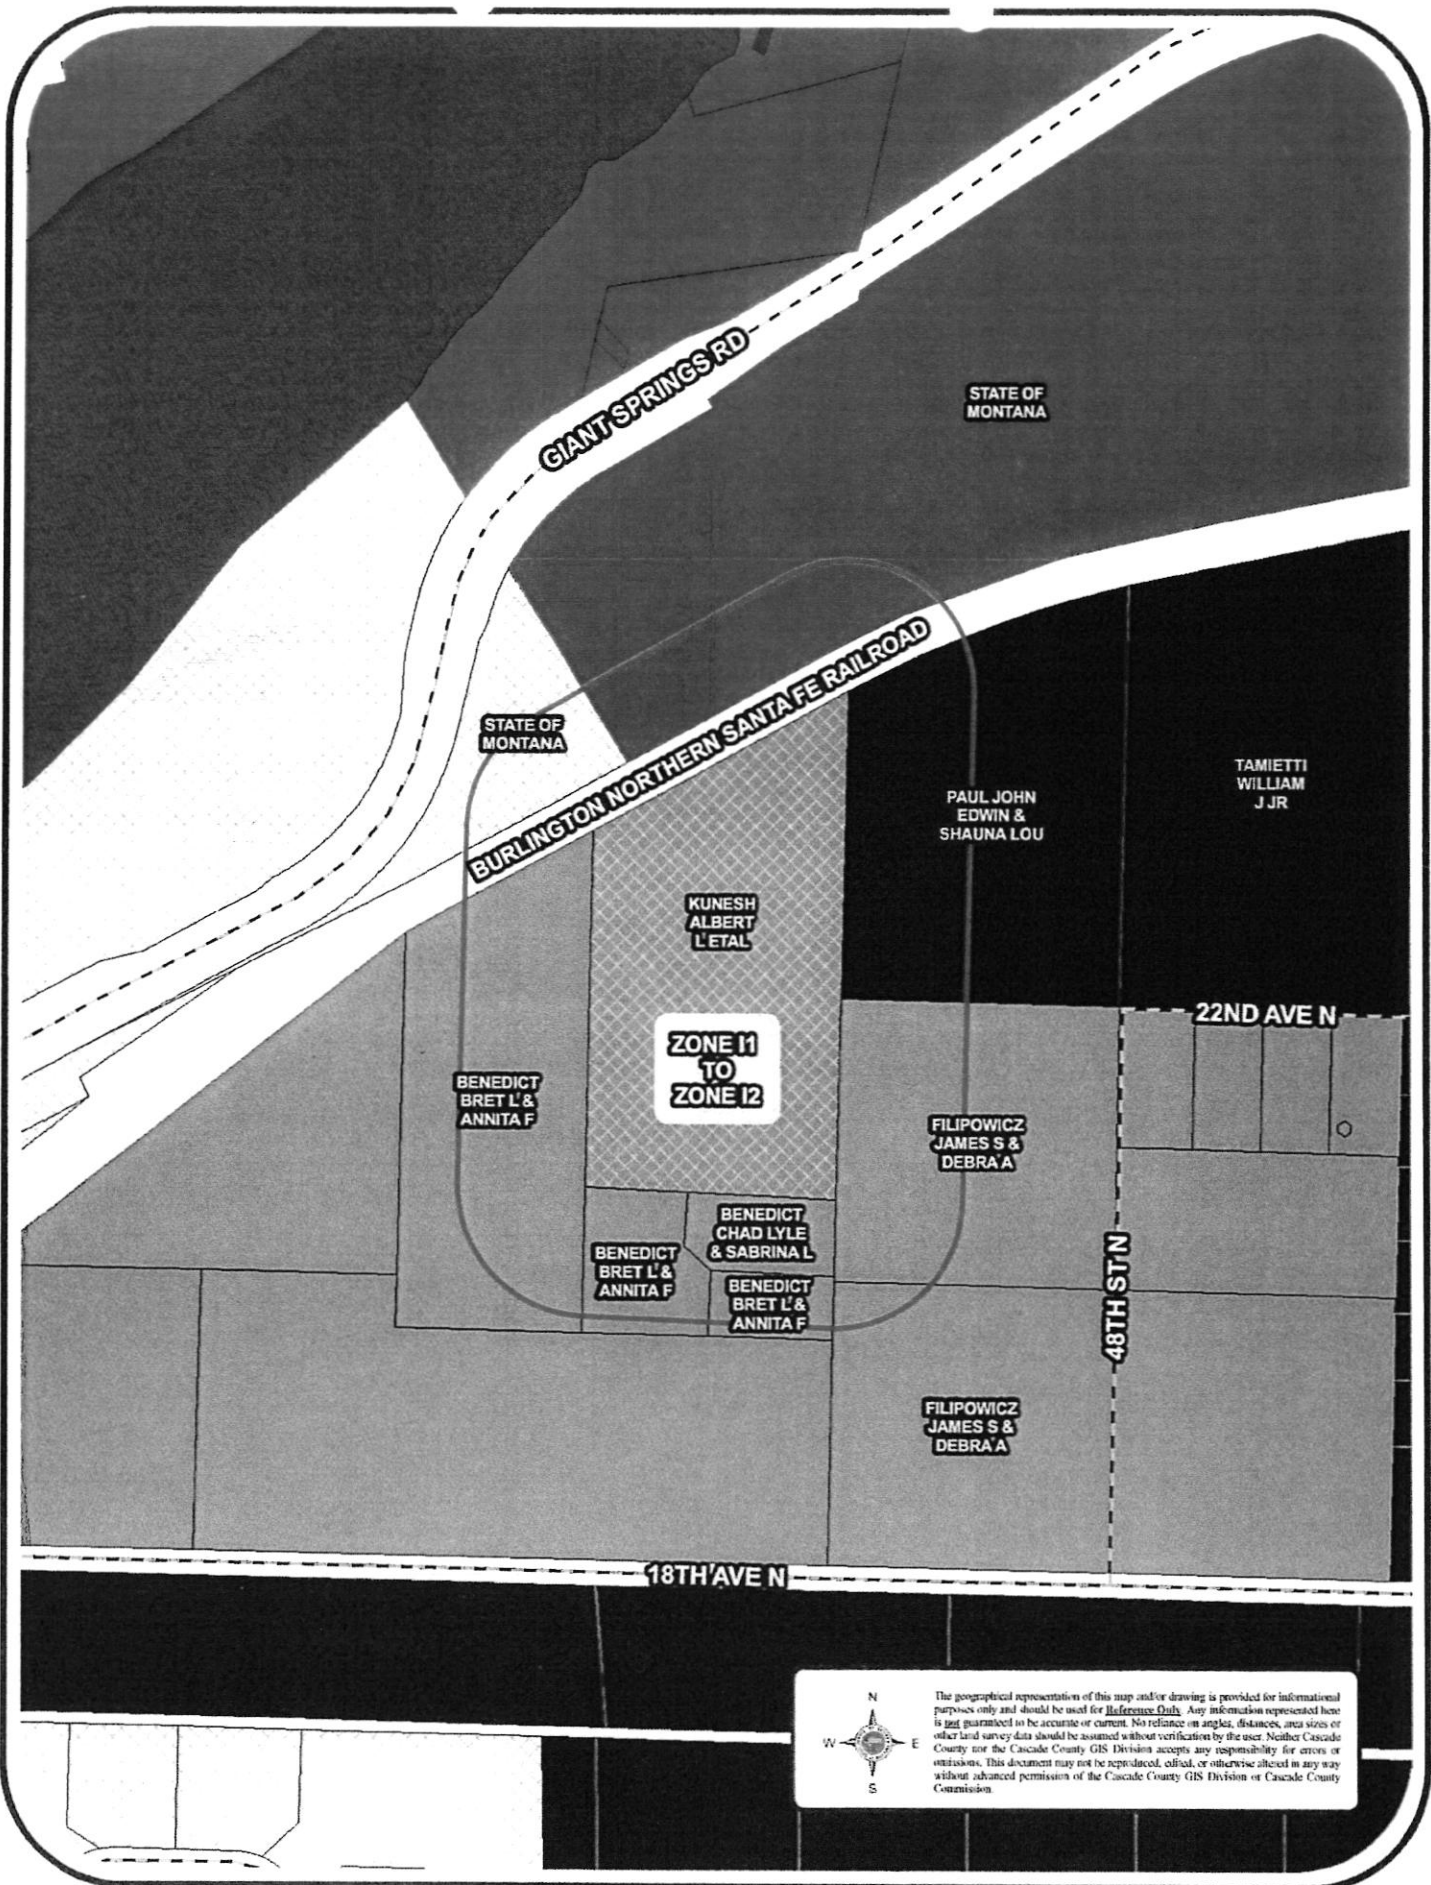 GIANT SPRINGS RD
STATE OF
MONTANA
STATE OF
MONTANA
BURLINGTON NORTHERN SANTA FE RAILROAD
TAMIETTI
WILLIAM
J JR
PAUL JOHN
EDWIN &
SHAUNA LOU
KUNESH
ALBERT
L ETAL
22ND AVE N
ZONE I1
TO
ZONE I2
BENEDICT
BRET L &
ANNITA F
FILIPOWICZ
JAMES S &
DEBRA A
BENEDICT
CHAD LYLE
& SABRINA L
BENEDICT
BRET L &
ANNITA F
BENEDICT
BRET L &
ANNITA F
48TH ST N
FILIPOWICZ
JAMES S &
DEBRA A
18TH AVE N
N
W E
S
The geographical representation of this map and/or drawing is provided for informational
purposes only and should be used for Reference Only. Any information represented here
is not guaranteed to be accurate or current. No reliance on angles, distances, area sizes or
other land survey data should be assumed without verification by the user. Neither Cascade
County nor the Cascade County GIS Division accepts any responsibility for errors or
omissions. This document may not be reproduced, edited, or otherwise altered in any way
without advanced permission of the Cascade County GIS Division or Cascade County
Commission.